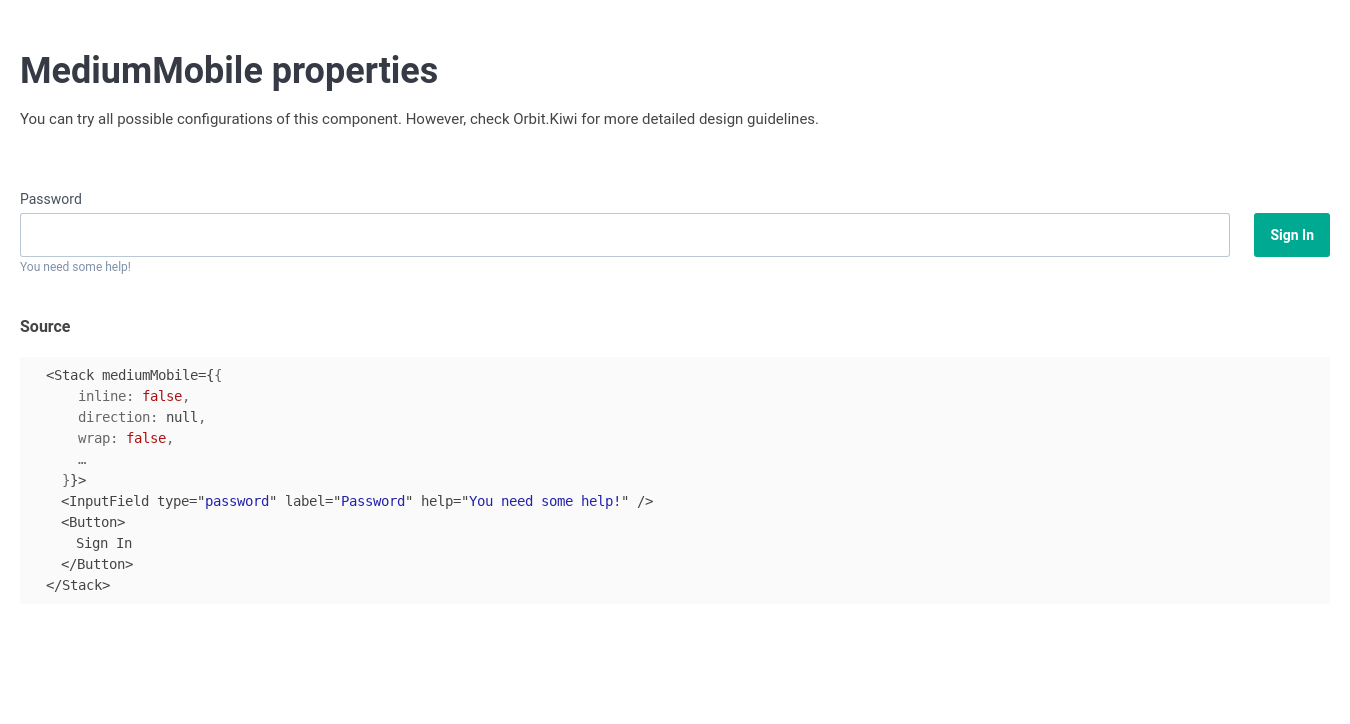 MediumMobile properties
You can try all possible configurations of this component. However, check Orbit.Kiwi for more detailed design guidelines.
Password
Sign In
You need some help!
Source
<Stack mediumMobile={{
inline: false,
direction: null,
wrap: false,
…
}}>
<InputField type="password" label="Password" help="You need some help!" />
<Button>
Sign In
</Button>
</Stack>